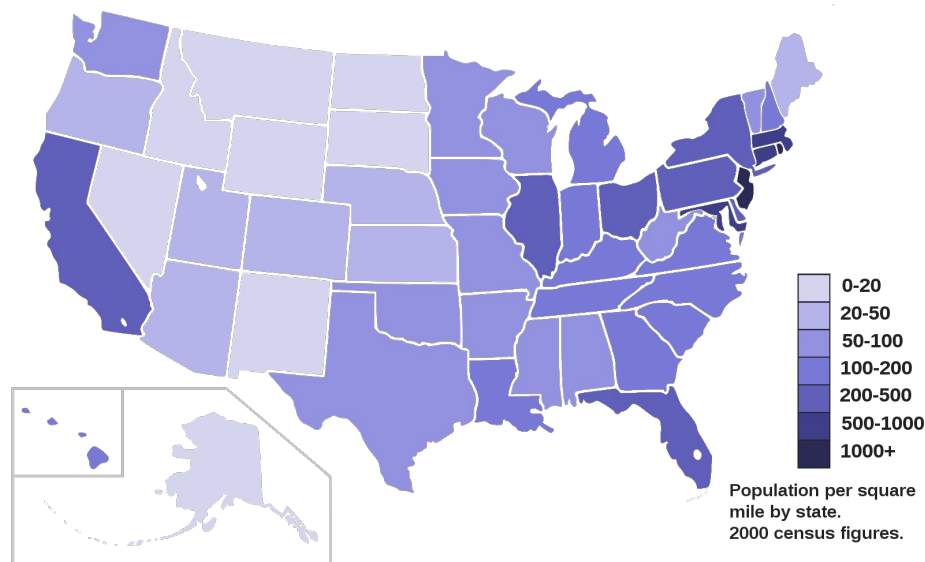 0-20
20-50
50-100
100-200
200-500
500-1000
1000+
Population per square
mile by state.
2000 census figures.